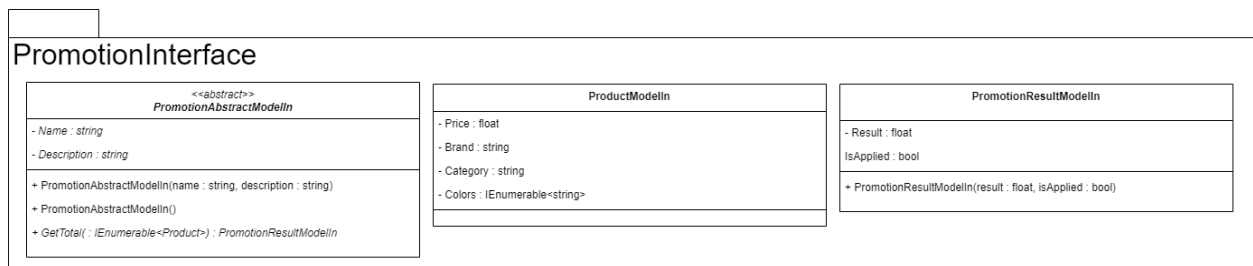 PromotionInterface
<<abstract>>
PromotionAbstractModelIn
- Name : string
- Description : string
+ PromotionAbstractModelIn(name : string, description : string)
+ PromotionAbstractModelIn()
+ GetTotal( : IEnumerable<Product>) : PromotionResultModelIn
ProductModelIn
- Price : float
- Brand : string
- Category : string
- Colors : IEnumerable<string>
PromotionResultModelIn
- Result : float
IsApplied : bool
+ PromotionResultModelIn(result : float, isApplied : bool)